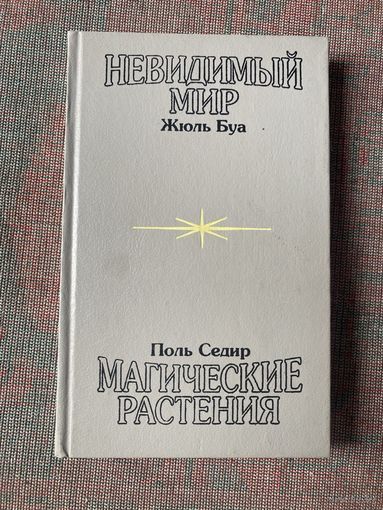 НЕВИДИМЫЙ
МИР
Жюль Буа
Поль Седир
МАГИЧЕСКИЕ
РАСТЕНИЯ